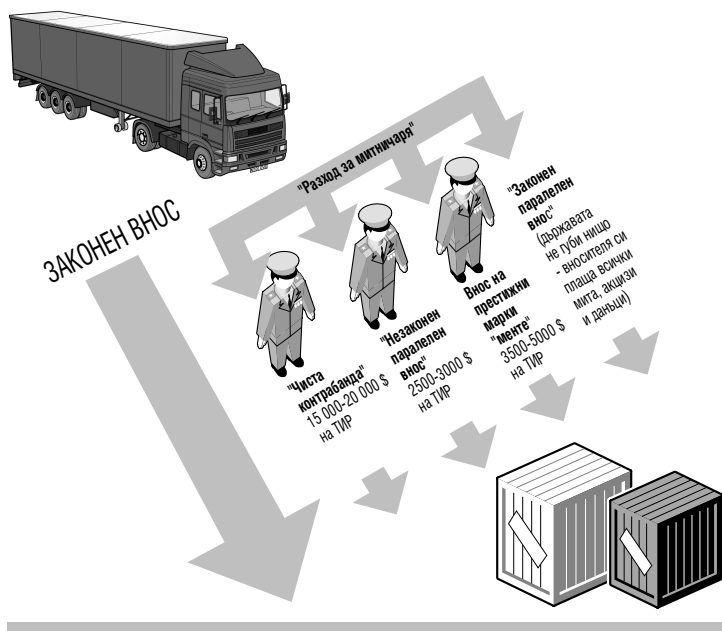 ЗАКОНЕН ВНОС
"Разход за митничаря"
"Чиста
контрабанда"
15 000-20 000 $
на ТИР
"Незаконен
паралелен
внос"
2500-3000 $
на ТИР
Внос на
престижни
марки
"менте"
3500-5000 $
на ТИР
"Законен
паралелен
внос"
(държавата
не губи нищо
- вносителя си
плаща всички
мита, акцизи
и данъци)